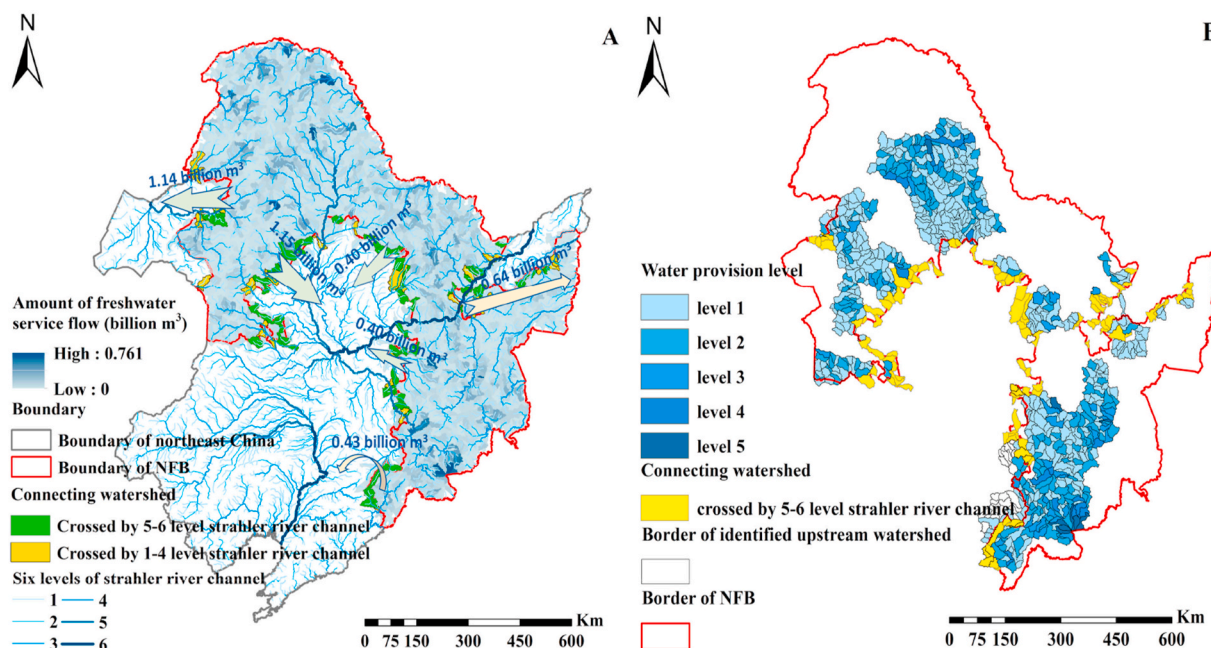 N
A
1.14 billion m³
1.15 billion m³
0.40 billion m³
0.64 billion m³
0.40 billion m³
0.43 billion m³
Amount of freshwater
service flow (billion m³)
High : 0.761
Low : 0
Boundary
Boundary of northeast China
Boundary of NFB
Connecting watershed
Crossed by 5-6 level strahler river channel
Crossed by 1-4 level strahler river channel
Six levels of strahler river channel
1 4
2 5
3 6
Km
0 75 150 300 450 600
N
Water provision level
level 1
level 2
level 3
level 4
level 5
Connecting watershed
crossed by 5-6 level strahler river channel
Border of identified upstream watershed
Border of NFB
Km
0 75 150 300 450 600